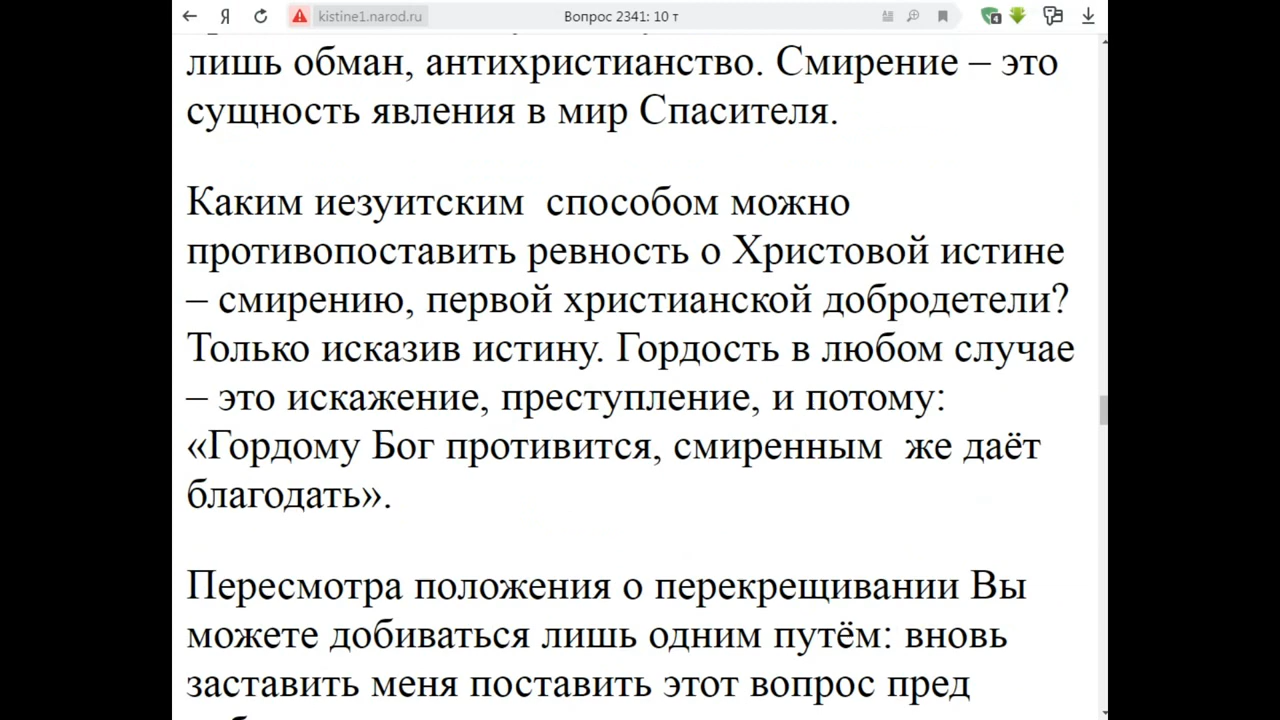 Я kistine1.narod.ru Вопрос 2341: 10 т 4
лишь обман, антихристианство. Смирение – это
сущность явления в мир Спасителя.
Каким иезуитским способом можно
противопоставить ревность о Христовой истине
– смирению, первой христианской добродетели?
Только исказив истину. Гордость в любом случае
– это искажение, преступление, и потому:
«Гордому Бог противится, смиренным же даёт
благодать».
Пересмотра положения о перекрещивании Вы
можете добиваться лишь одним путём: вновь
заставить меня поставить этот вопрос пред